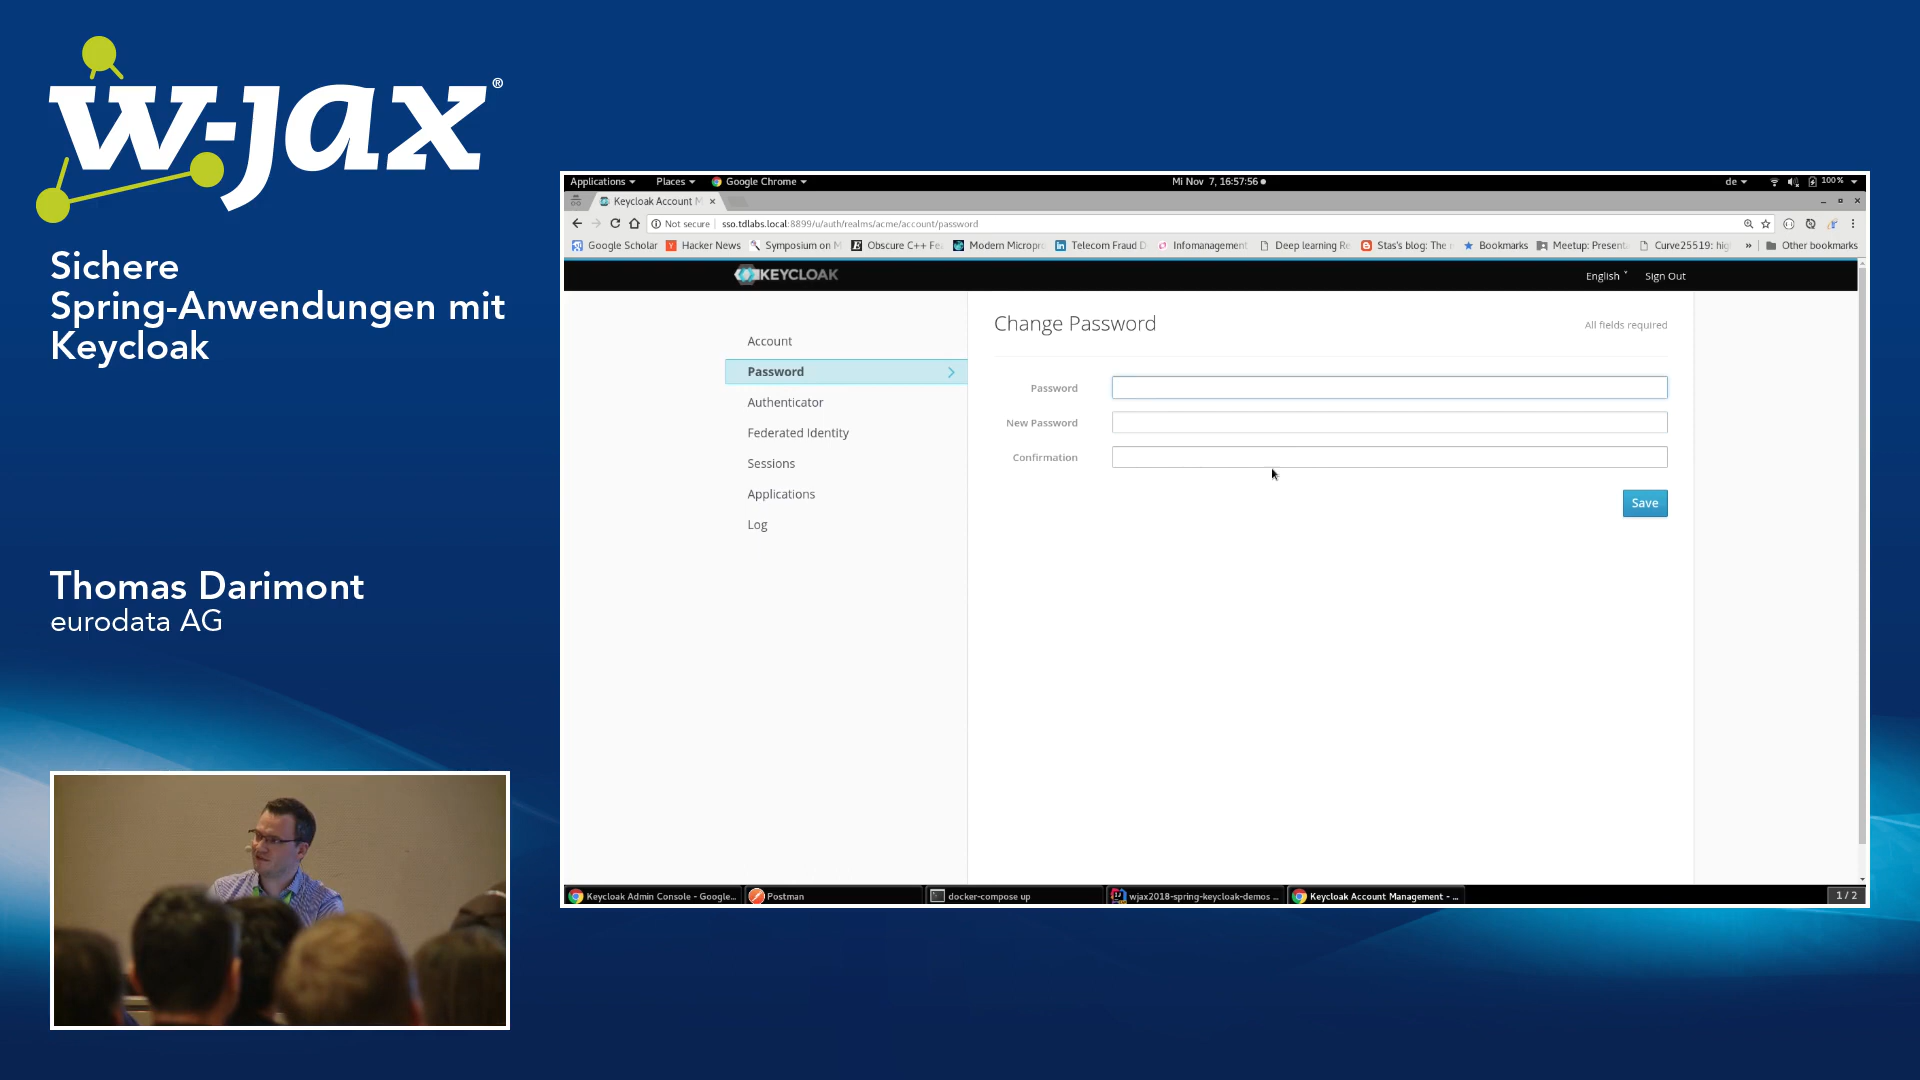 w-jax®
Sichere
Spring-Anwendungen mit
Keycloak
Thomas Darimont
eurodata AG
Applications Places Google Chrome Mi Nov 7, 16:57:56 de 100%
Keycloak Account M
Not secure sso.tdlabs.local:8899/u/auth/realms/acme/account/password
Google Scholar Hacker News Symposium on M Obscure C++ Fe Modern Micropr Telecom Fraud D Infomanagement Deep learning Re Stas's blog: The Bookmarks Meetup: Present Curve25519: hig » Other bookmarks
KEYCLOAK English Sign Out
Change Password All fields required
Account
Password
Authenticator
Federated Identity
Sessions
Applications
Log
Password
New Password
Confirmation
Save
Keycloak Admin Console - Google... Postman docker-compose up wjax2018-spring-keycloak-demos ... Keycloak Account Management - ... 1 / 2